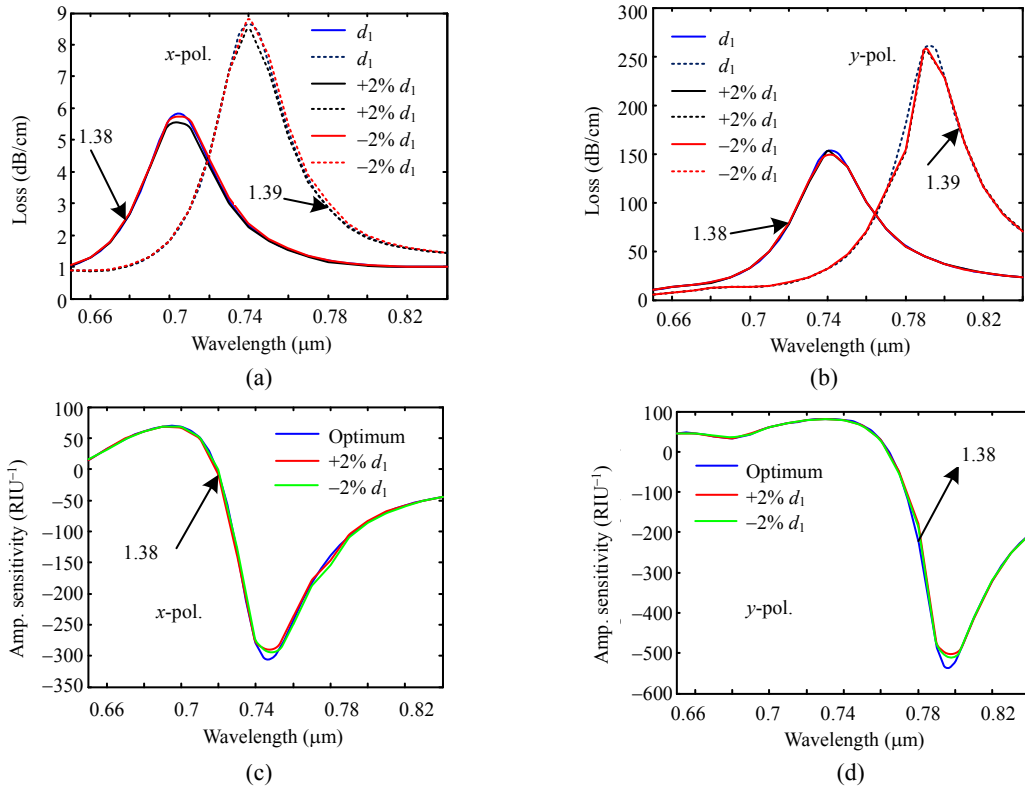 9
8
7
6
5
4
3
2
1
0
Loss (dB/cm)
x-pol.
d1
d1
+2% d1
+2% d1
−2% d1
−2% d1
1.38
1.39
0.66 0.7 0.74 0.78 0.82
Wavelength (μm)
(a)
300
250
200
150
100
50
0
Loss (dB/cm)
d1
d1
+2% d1
+2% d1
−2% d1
−2% d1
y-pol.
1.38
1.39
0.66 0.7 0.74 0.78 0.82
Wavelength (μm)
(b)
100
50
0
−50
−100
−150
−200
−250
−300
−350
Amp. sensitivity (RIU−1)
Optimum
+2% d1
−2% d1
1.38
x-pol.
0.66 0.7 0.74 0.78 0.82
Wavelength (μm)
(c)
100
0
−100
−200
−300
−400
−500
−600
Amp. sensitivity (RIU−1)
Optimum
+2% d1
−2% d1
1.38
y-pol.
0.66 0.7 0.74 0.78 0.82
Wavelength (μm)
(d)